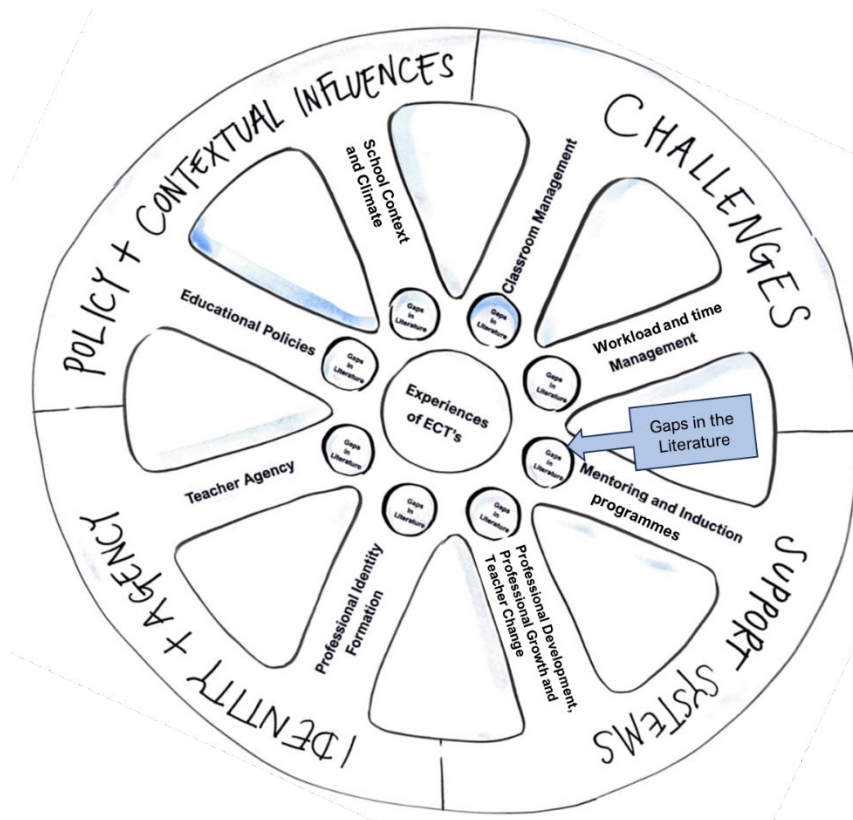 POLICY + CONTEXTUAL INFLUENCES
CHALLENGES
SUPPORT SYSTEMS
IDENTITY + AGENCY
School Context
and Climate
Classroom Management
Educational Policies
Workload and time
Management
Teacher Agency
Mentoring and Induction
programmes
Professional Identity
Formation
Professional Development,
Professional Growth and
Teacher Change
Experiences
of ECT's
Gaps in the
Literature
Gaps
in
Literature
Gaps
in
Literature
Gaps
in
Literature
Gaps
in
Literature
Gaps
in
Literature
Gaps
in
Literature
Gaps
in
Literature
Gaps
in
Literature